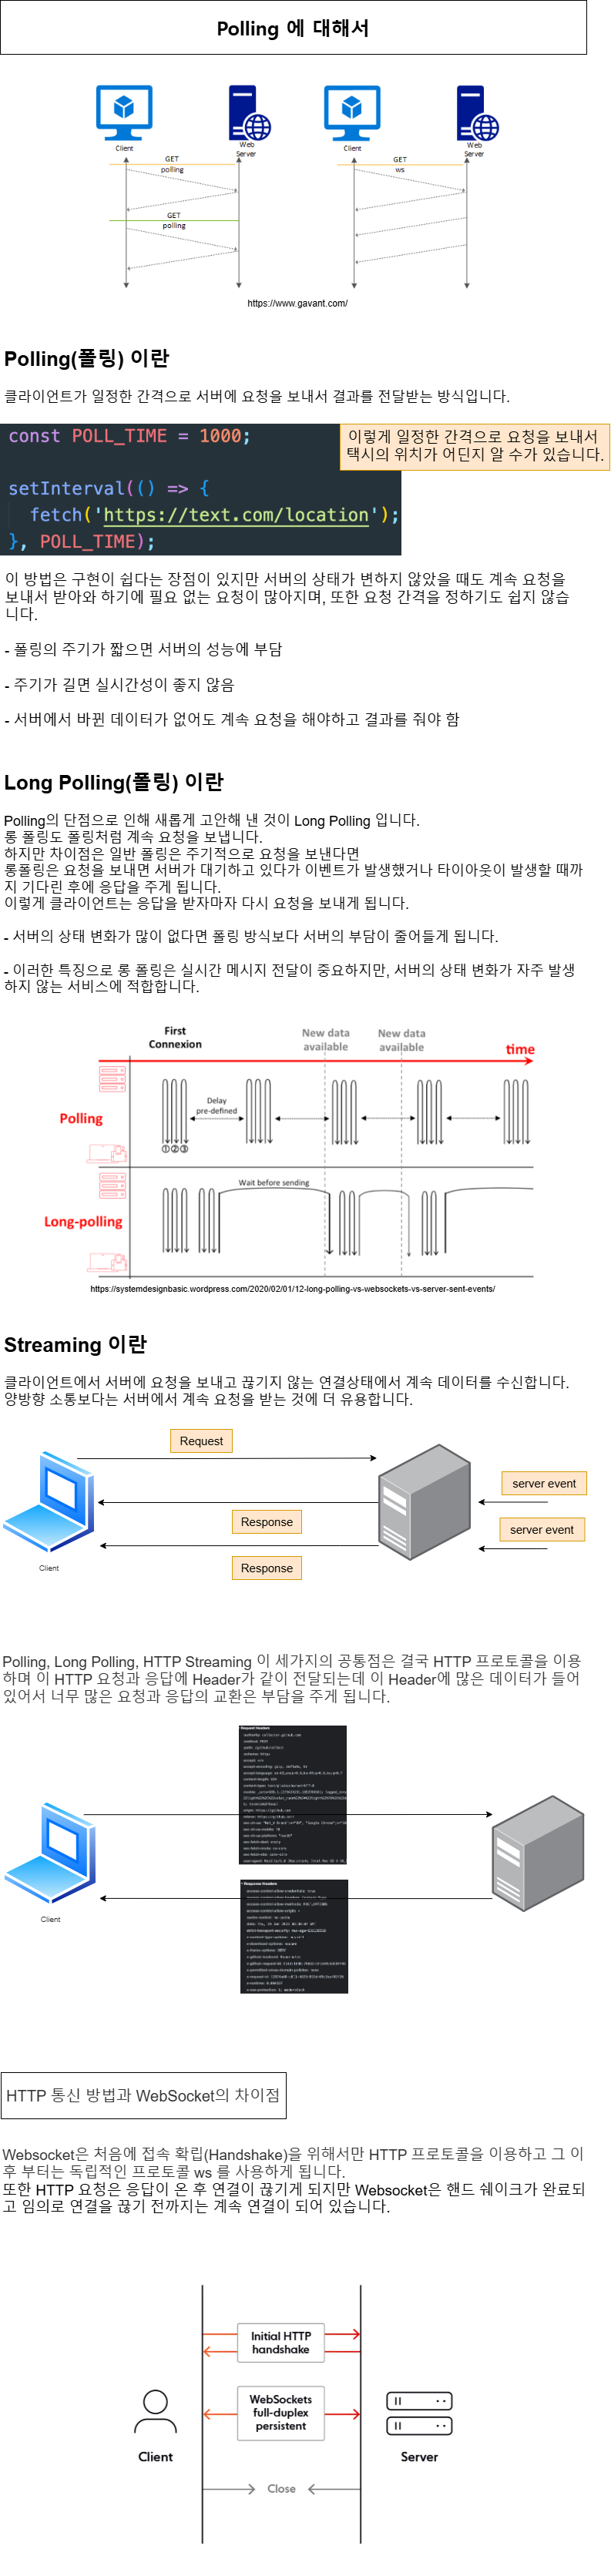 Polling 에 대해서
Client
Web
Server
Client
Web
Server
GET
polling
GET
polling
GET
ws
https://www.gavant.com/
Polling(폴링) 이란
클라이언트가 일정한 간격으로 서버에 요청을 보내서 결과를 전달받는 방식입니다.
const POLL_TIME = 1000;
setInterval(() => {
fetch('https://text.com/location');
}, POLL_TIME);
이렇게 일정한 간격으로 요청을 보내서
택시의 위치가 어딘지 알 수가 있습니다.
이 방법은 구현이 쉽다는 장점이 있지만 서버의 상태가 변하지 않았을 때도 계속 요청을
보내서 받아와 하기에 필요 없는 요청이 많아지며, 또한 요청 간격을 정하기도 쉽지 않습
니다.
- 폴링의 주기가 짧으면 서버의 성능에 부담
- 주기가 길면 실시간성이 좋지 않음
- 서버에서 바뀐 데이터가 없어도 계속 요청을 해야하고 결과를 줘야 함
Long Polling(폴링) 이란
Polling의 단점으로 인해 새롭게 고안해 낸 것이 Long Polling 입니다.
롱 폴링도 폴링처럼 계속 요청을 보냅니다.
하지만 차이점은 일반 폴링은 주기적으로 요청을 보낸다면
롱폴링은 요청을 보내면 서버가 대기하고 있다가 이벤트가 발생했거나 타이아웃이 발생할 때까
지 기다린 후에 응답을 주게 됩니다.
이렇게 클라이언트는 응답을 받자마자 다시 요청을 보내게 됩니다.
- 서버의 상태 변화가 많이 없다면 폴링 방식보다 서버의 부담이 줄어들게 됩니다.
- 이러한 특징으로 롱 폴링은 실시간 메시지 전달이 중요하지만, 서버의 상태 변화가 자주 발생
하지 않는 서비스에 적합합니다.
First
Connexion
New data
available
New data
available
time
Polling
Delay
pre-defined
①②③
Wait before sending
Long-polling
https://systemdesignbasic.wordpress.com/2020/02/01/12-long-polling-vs-websockets-vs-server-sent-events/
Streaming 이란
클라이언트에서 서버에 요청을 보내고 끊기지 않는 연결상태에서 계속 데이터를 수신합니다.
양방향 소통보다는 서버에서 계속 요청을 받는 것에 더 유용합니다.
Request
server event
Response
server event
Response
Client
Polling, Long Polling, HTTP Streaming 이 세가지의 공통점은 결국 HTTP 프로토콜을 이용
하며 이 HTTP 요청과 응답에 Header가 같이 전달되는데 이 Header에 많은 데이터가 들어
있어서 너무 많은 요청과 응답의 교환은 부담을 주게 됩니다.
Request Headers
Client
Response Headers
HTTP 통신 방법과 WebSocket의 차이점
Websocket은 처음에 접속 확립(Handshake)을 위해서만 HTTP 프로토콜을 이용하고 그 이
후 부터는 독립적인 프로토콜 ws 를 사용하게 됩니다.
또한 HTTP 요청은 응답이 온 후 연결이 끊기게 되지만 Websocket은 핸드 쉐이크가 완료되
고 임의로 연결을 끊기 전까지는 계속 연결이 되어 있습니다.
Initial HTTP
handshake
WebSockets
full-duplex
persistent
Client
Server
Close